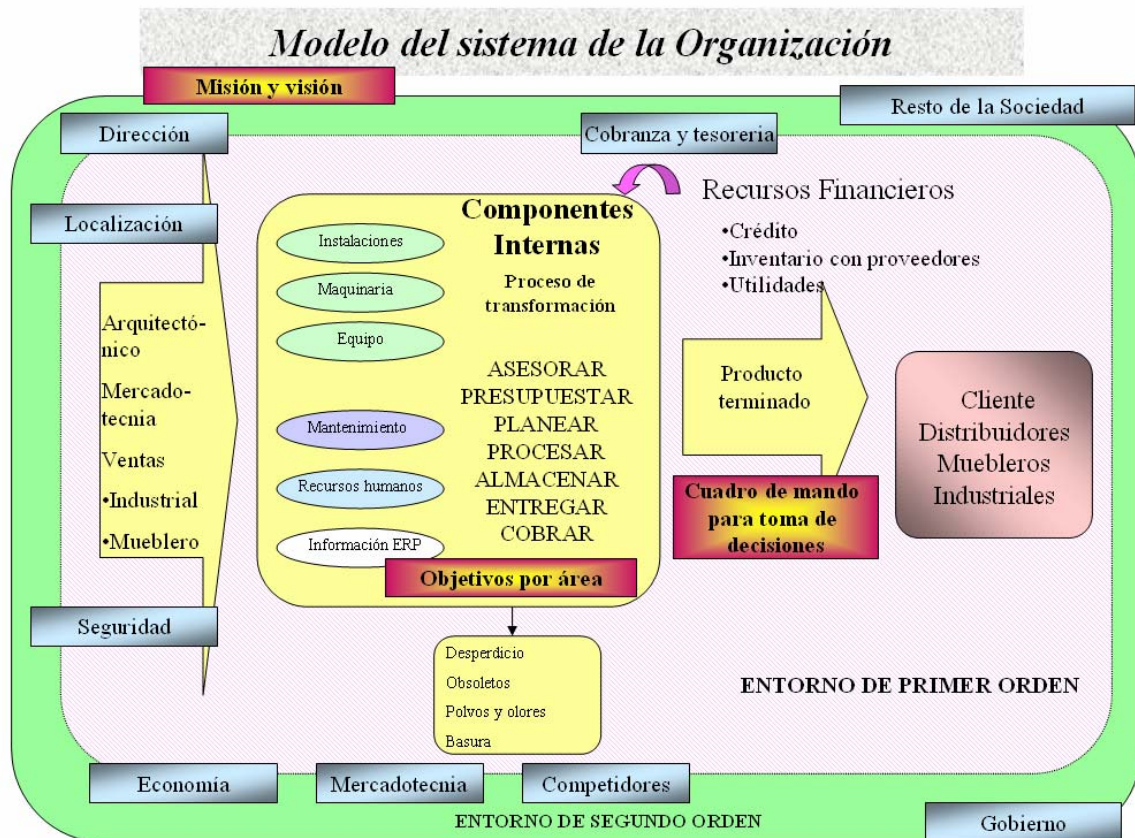 Modelo del sistema de la Organización
Misión y visión
Resto de la Sociedad
Dirección
Cobranza y tesoreria
Localización
Recursos Financieros
•Crédito
•Inventario con proveedores
•Utilidades
Arquitectó-
nico
Mercado-
tecnia
Ventas
•Industrial
•Mueblero
Seguridad
Componentes
Internas
Proceso de
transformación
Instalaciones
Maquinaria
Equipo
Mantenimiento
Recursos humanos
Información ERP
ASESORAR
PRESUPUESTAR
PLANEAR
PROCESAR
ALMACENAR
ENTREGAR
COBRAR
Objetivos por área
Producto
terminado
Cuadro de mando
para toma de
decisiones
Cliente
Distribuidores
Muebleros
Industriales
Desperdicio
Obsoletos
Polvos y olores
Basura
ENTORNO DE PRIMER ORDEN
Economía
Mercadotecnia
Competidores
ENTORNO DE SEGUNDO ORDEN
Gobierno